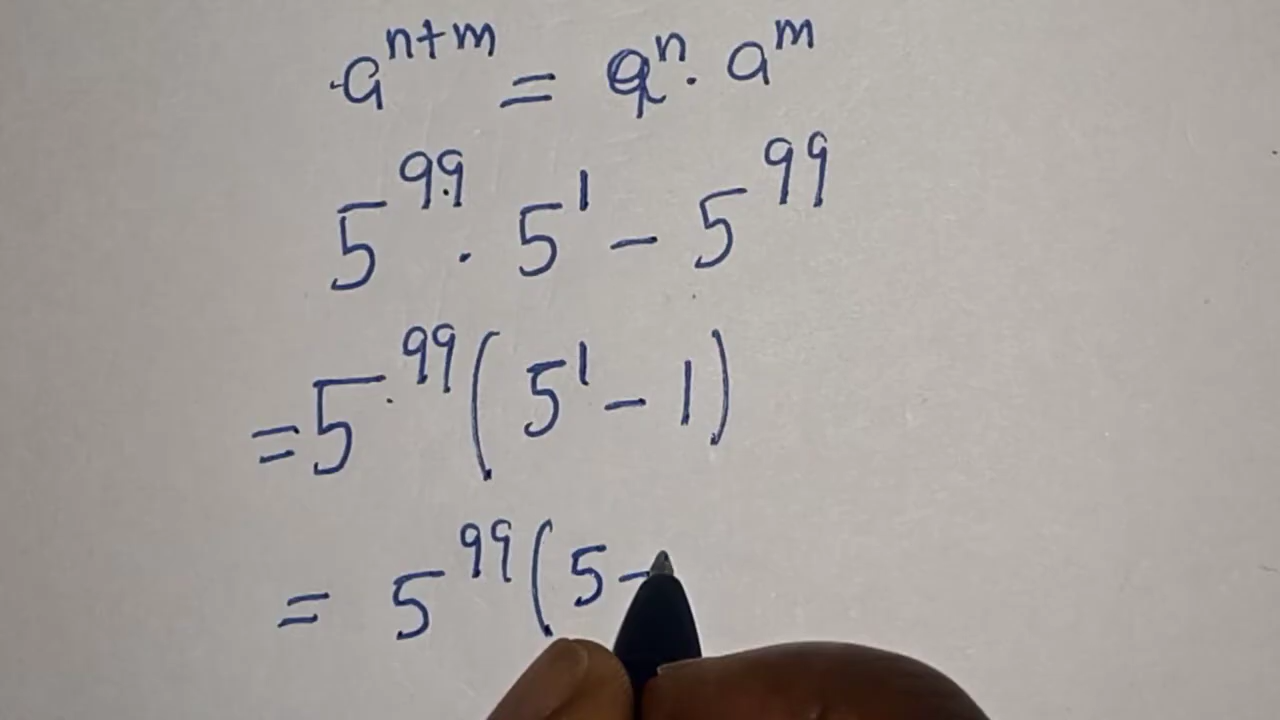 a^{n+m} = a^n . a^m
5^{99} . 5^1 - 5^{99}
= 5^{99} ( 5^1 - 1 )
= 5^{99} ( 5 -